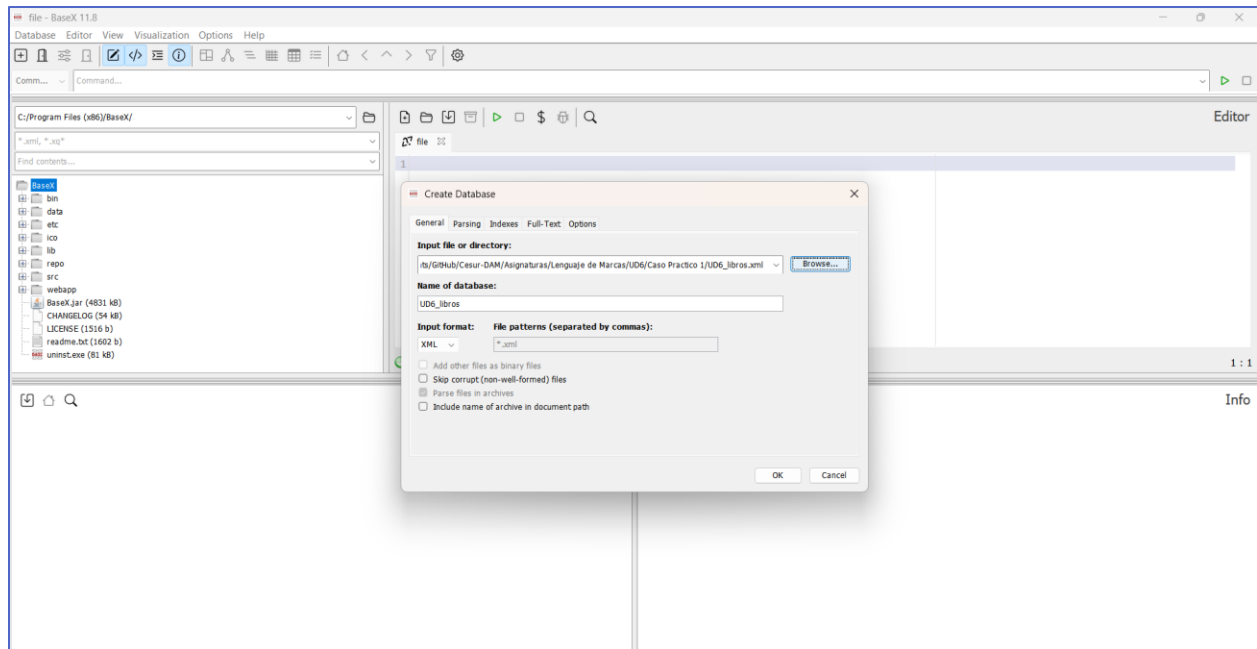 file - BaseX 11.8
Database Editor View Visualization Options Help
Comm... Command...
C:/Program Files (x86)/BaseX/
Editor
*.xml, *.xq*
file
Find contents...
1
BaseX
bin
data
etc
ico
lib
repo
src
webapp
BaseX.jar (4831 kB)
CHANGELOG (54 kB)
LICENSE (1516 b)
readme.txt (1602 b)
uninst.exe (81 kB)
Create Database
General Parsing Indexes Full-Text Options
Input file or directory:
ts/GitHub/Cesur-DAM/Asignaturas/Lenguaje de Marcas/UD6/Caso Practico 1/UD6_libros.xml Browse...
Name of database:
UD6_libros
Input format: File patterns (separated by commas):
XML *.xml
Add other files as binary files
Skip corrupt (non-well-formed) files
Parse files in archives
Include name of archive in document path
OK Cancel
1 : 1
Info